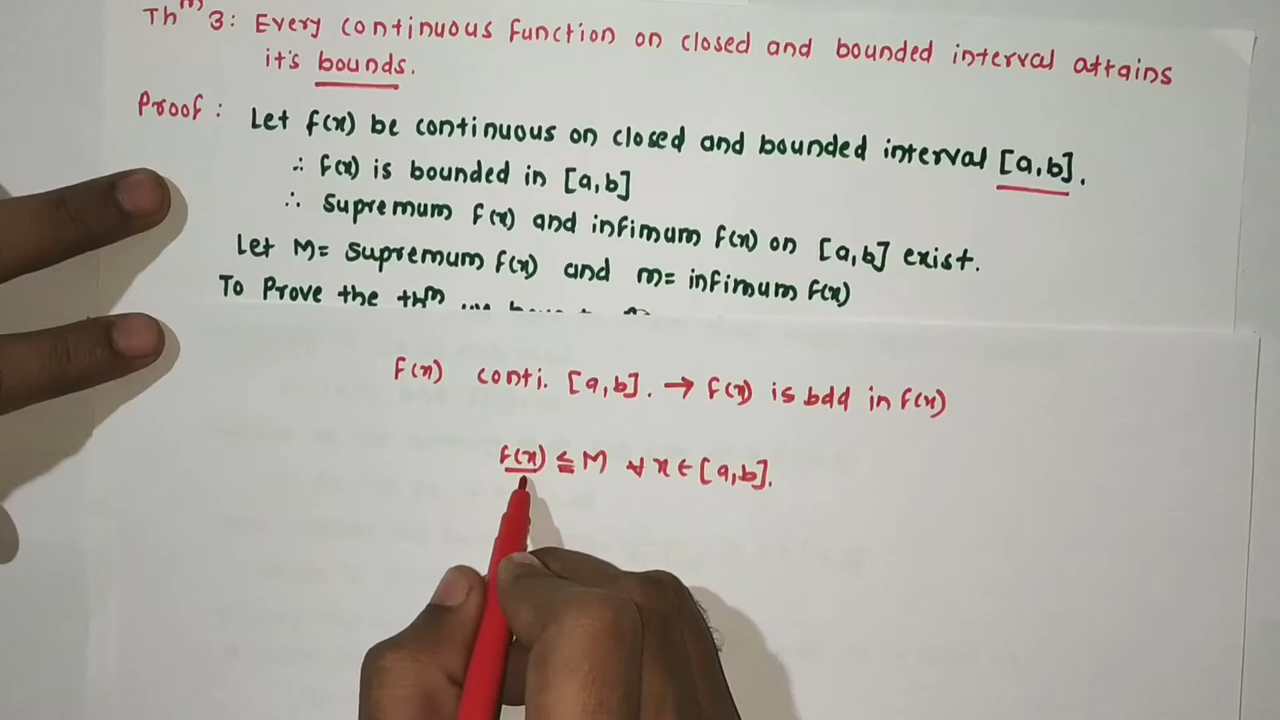 Thᵐ 3: Every continuous function on closed and bounded interval attains
it's bounds.
Proof: Let f(x) be continuous on closed and bounded interval [a,b].
∴ f(x) is bounded in [a,b]
∴ supremum f(x) and infimum f(x) on [a,b] exist.
Let M= supremum f(x) and m= infimum f(x)
To Prove the thᵐ
f(x) conti. [a,b]. → f(x) is bdd in f(x)
f(x) ≤ M ∀ x ∈ [a,b].